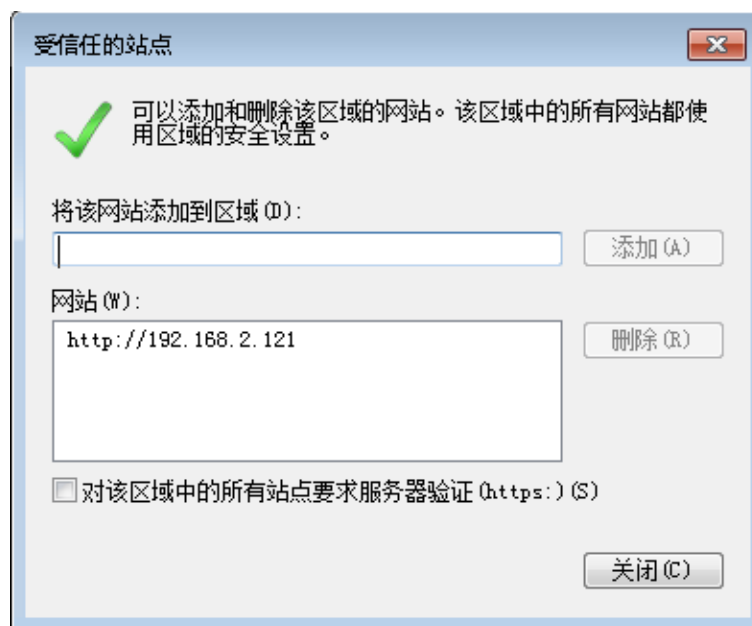 受信任的站点
可以添加和删除该区域的网站。该区域中的所有网站都使
用区域的安全设置。
将该网站添加到区域(D):
添加(A)
网站(W):
http://192.168.2.121
删除(R)
对该区域中的所有站点要求服务器验证(https:)(S)
关闭(C)